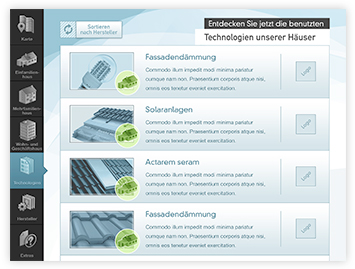 Karte
Einfamilien-
haus
Mehrfamilien-
haus
Wohn- und
Geschäftshaus
Technologien
Hersteller
Extras
Sortieren
nach Hersteller
Entdecken Sie jetzt die benutzten
Technologien unserer Häuser
Fassadendämmung
Commodo illum impedit modi minima pariatur
cumque nam non. Praesentium corporis atque nisi,
omnis eos tenetur eveniet exercitation.
Logo
Solaranlagen
Commodo illum impedit modi minima pariatur
cumque nam non. Praesentium corporis atque nisi,
omnis eos tenetur eveniet exercitation.
Logo
Actarem seram
Commodo illum impedit modi minima pariatur
cumque nam non. Praesentium corporis atque nisi,
omnis eos tenetur eveniet exercitation.
Logo
Fassadendämmung
Commodo illum impedit modi minima pariatur
cumque nam non. Praesentium corporis atque nisi,
omnis eos tenetur eveniet exercitation.
Logo